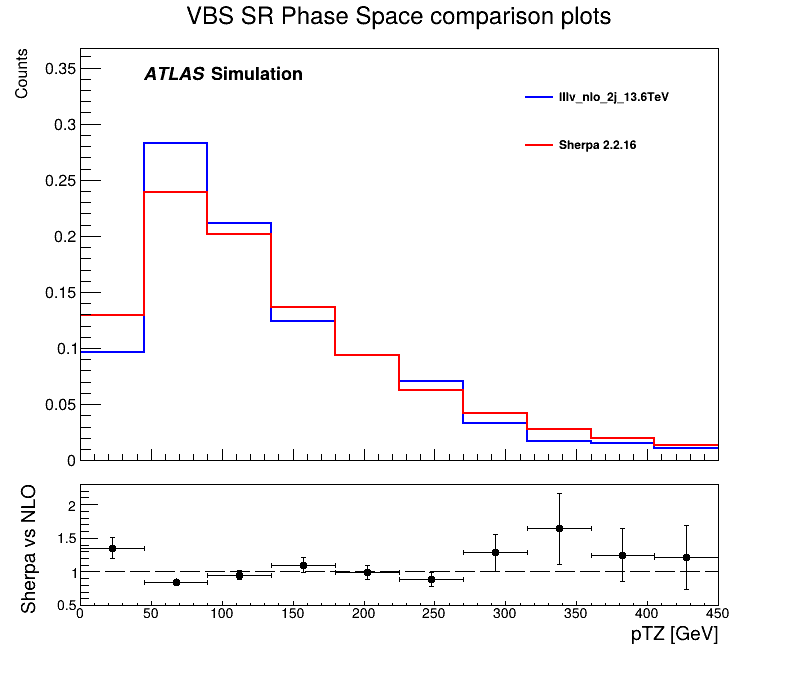 VBS SR Phase Space comparison plots
Counts
ATLAS Simulation
lllv_nlo_2j_13.6TeV
Sherpa 2.2.16
0.35
0.3
0.25
0.2
0.15
0.1
0.05
0
Sherpa vs NLO
2
1.5
1
0.5
0 50 100 150 200 250 300 350 400 450
pTZ [GeV]